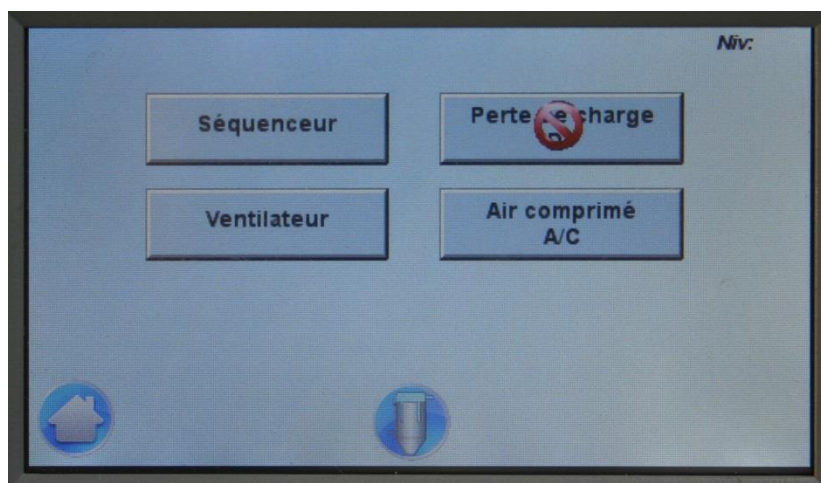 Niv:
Séquenceur
Perte charge
Ventilateur
Air comprimé
A/C